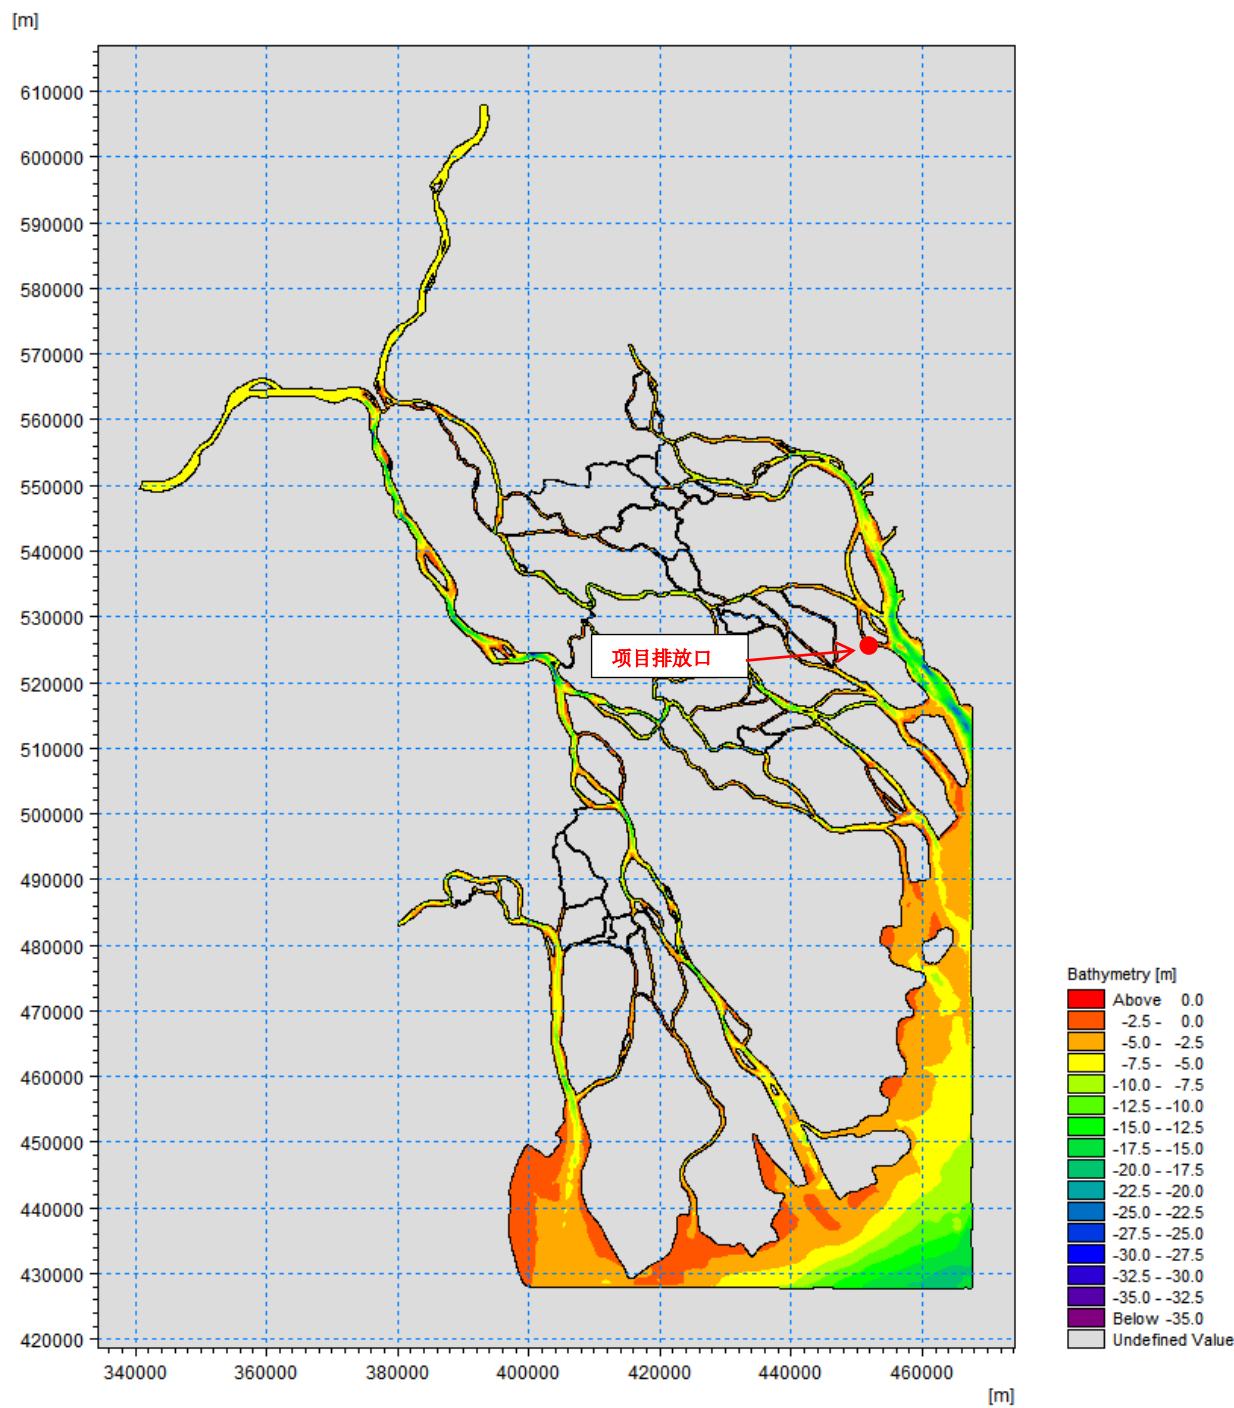 [m]
610000
600000
590000
580000
570000
560000
550000
540000
530000
520000
510000
500000
490000
480000
470000
460000
450000
440000
430000
420000
项目排放口
340000 360000 380000 400000 420000 440000 460000
[m]
Bathymetry [m]
Above 0.0
-2.5 - 0.0
-5.0 - -2.5
-7.5 - -5.0
-10.0 - -7.5
-12.5 - -10.0
-15.0 - -12.5
-17.5 - -15.0
-20.0 - -17.5
-22.5 - -20.0
-25.0 - -22.5
-27.5 - -25.0
-30.0 - -27.5
-32.5 - -30.0
-35.0 - -32.5
Below -35.0
Undefined Value